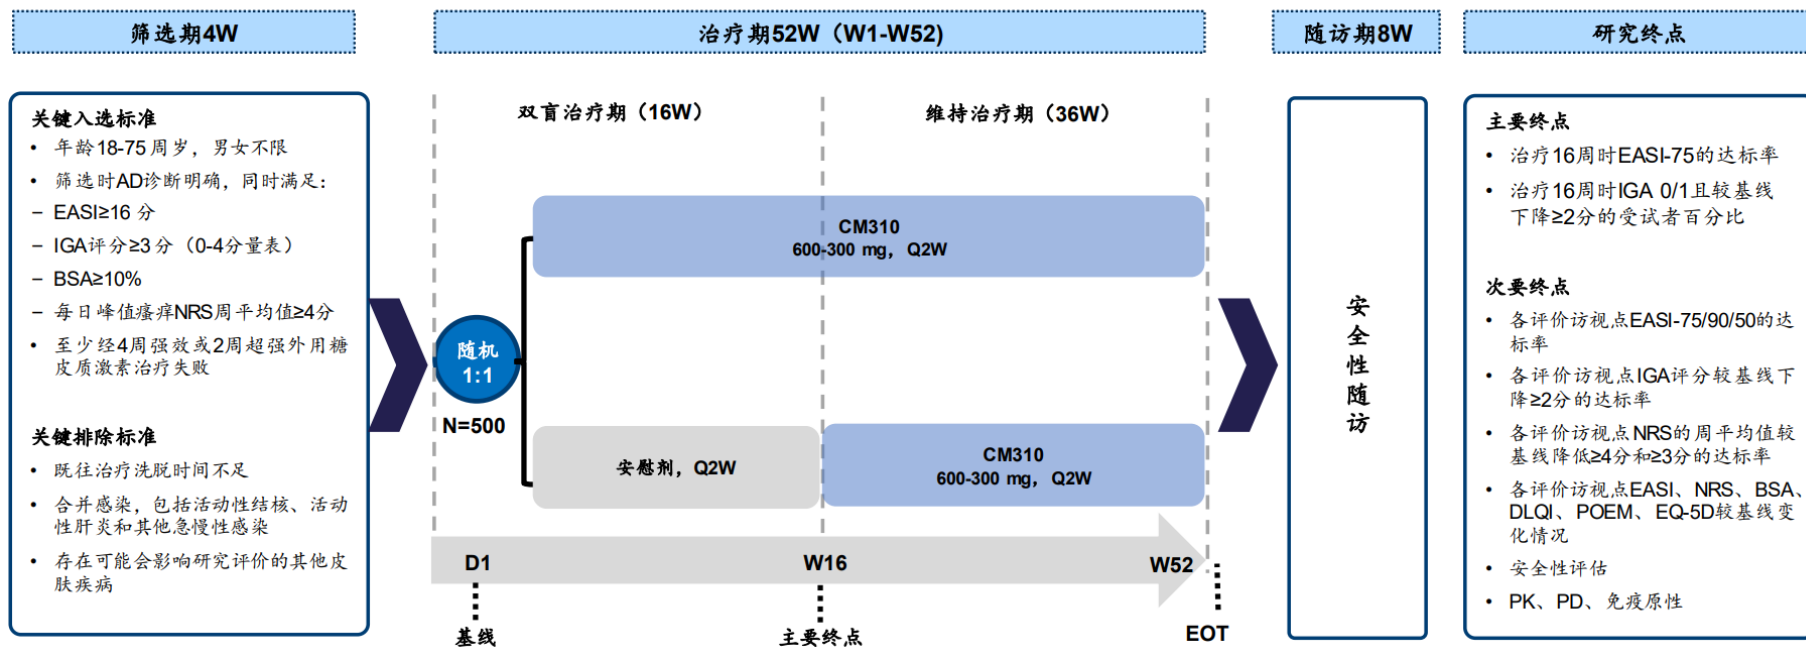 筛选期4W
治疗期52W（W1-W52)
随访期8W
研究终点
关键入选标准
• 年龄18-75周岁，男女不限
• 筛选时AD诊断明确，同时满足：
– EASI≥16 分
– IGA评分≥3分（0-4分量表）
– BSA≥10%
– 每日峰值瘙痒NRS周平均值≥4分
• 至少经4周强效或2周超强外用糖
皮质激素治疗失败
关键排除标准
• 既往治疗洗脱时间不足
• 合并感染，包括活动性结核、活动
性肝炎和其他急慢性感染
• 存在可能会影响研究评价的其他皮
肤疾病
双盲治疗期（16W）
维持治疗期（36W）
CM310
600-300 mg，Q2W
随机
1:1
N=500
安慰剂，Q2W
CM310
600-300 mg，Q2W
D1
W16
W52
基线
主要终点
EOT
安
全
性
随
访
主要终点
• 治疗16周时EASI-75的达标率
• 治疗16周时IGA 0/1且较基线
下降≥2分的受试者百分比
次要终点
• 各评价访视点EASI-75/90/50的达
标率
• 各评价访视点IGA评分较基线下
降≥2分的达标率
• 各评价访视点NRS的周平均值较
基线降低≥4分和≥3分的达标率
• 各评价访视点EASI、NRS、BSA、
DLQI、POEM、EQ-5D较基线变
化情况
• 安全性评估
• PK、PD、免疫原性